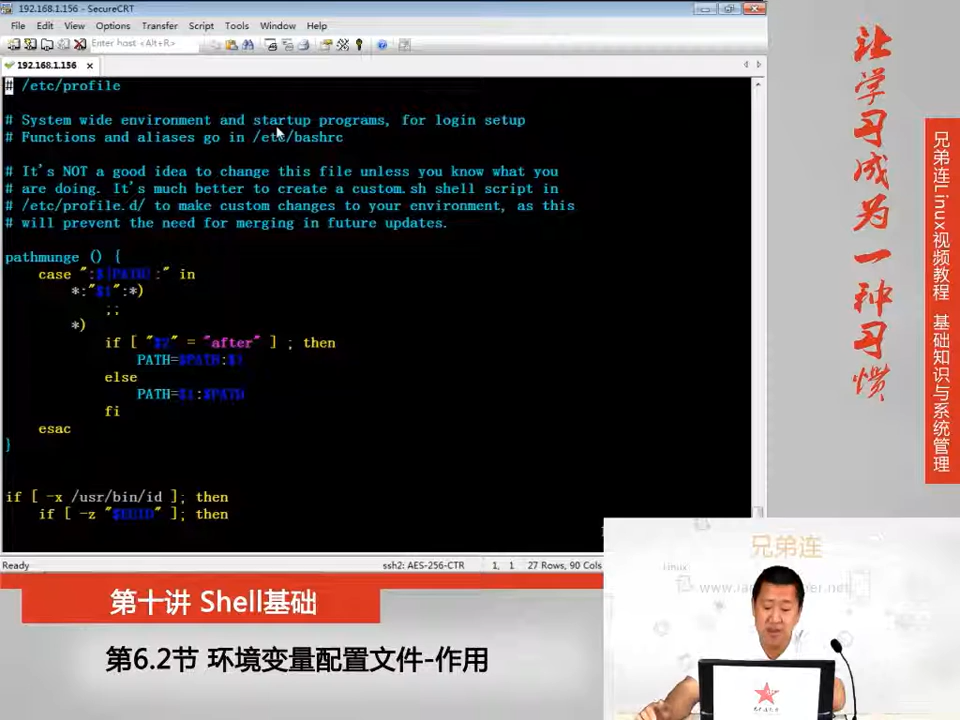 192.168.1.156 - SecureCRT
File Edit View Options Transfer Script Tools Window Help
Enter host <Alt+R>
192.168.1.156
# /etc/profile
# System wide environment and startup programs, for login setup
# Functions and aliases go in /etc/bashrc
# It's NOT a good idea to change this file unless you know what you
# are doing. It's much better to create a custom.sh shell script in
# /etc/profile.d/ to make custom changes to your environment, as this
# will prevent the need for merging in future updates.
pathmunge () {
case ":${PATH}:" in
*:"$1":*)
;;
*)
if [ "$2" = "after" ] ; then
PATH=$PATH:$1
else
PATH=$1:$PATH
fi
esac
}
if [ -x /usr/bin/id ]; then
if [ -z "$EUID" ]; then
Ready ssh2: AES-256-CTR 1, 1 27 Rows, 90 Cols
让学习成为一种习惯
兄弟连Linux视频教程 基础知识与系统管理
兄弟连
Linux
第十讲 Shell基础
第6.2节 环境变量配置文件-作用